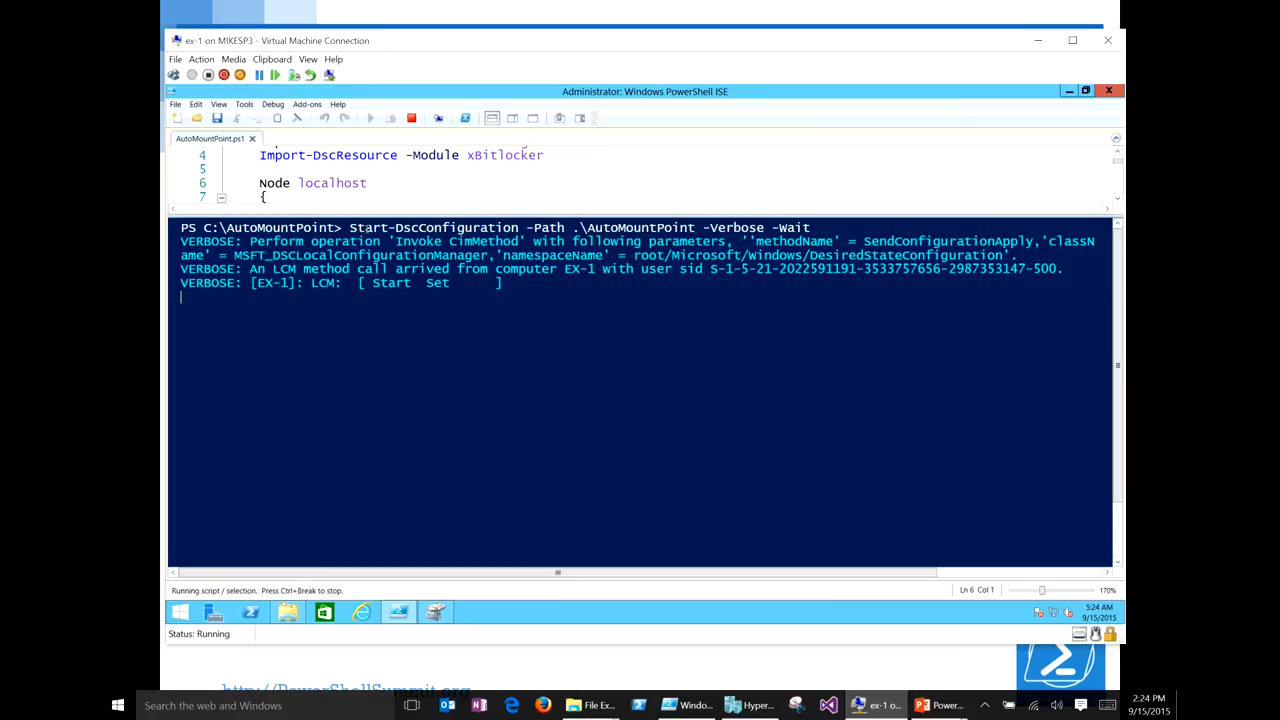 ex-1 on MIKESP3 - Virtual Machine Connection
File Action Media Clipboard View Help
Administrator: Windows PowerShell ISE
File Edit View Tools Debug Add-ons Help
AutoMountPoint.ps1
4 Import-DscResource -Module xBitlocker
5
6 Node localhost
7 {
PS C:\AutoMountPoint> Start-DscConfiguration -Path .\AutoMountPoint -Verbose -Wait
VERBOSE: Perform operation 'Invoke CimMethod' with following parameters, ''methodName' = SendConfigurationApply,'classN
ame' = MSFT_DSCLocalConfigurationManager,'namespaceName' = root/Microsoft/Windows/DesiredStateConfiguration'.
VERBOSE: An LCM method call arrived from computer EX-1 with user sid S-1-5-21-2022591191-3533757656-2987353147-500.
VERBOSE: [EX-1]: LCM: [ Start Set ]
Running script / selection. Press Ctrl+Break to stop.
Ln 6 Col 1
170%
5:24 AM
9/15/2015
Status: Running
http://PowerShellSummit.org
Search the web and Windows
File Ex...
Windo...
Hyper...
ex-1 o...
Power...
2:24 PM
9/15/2015